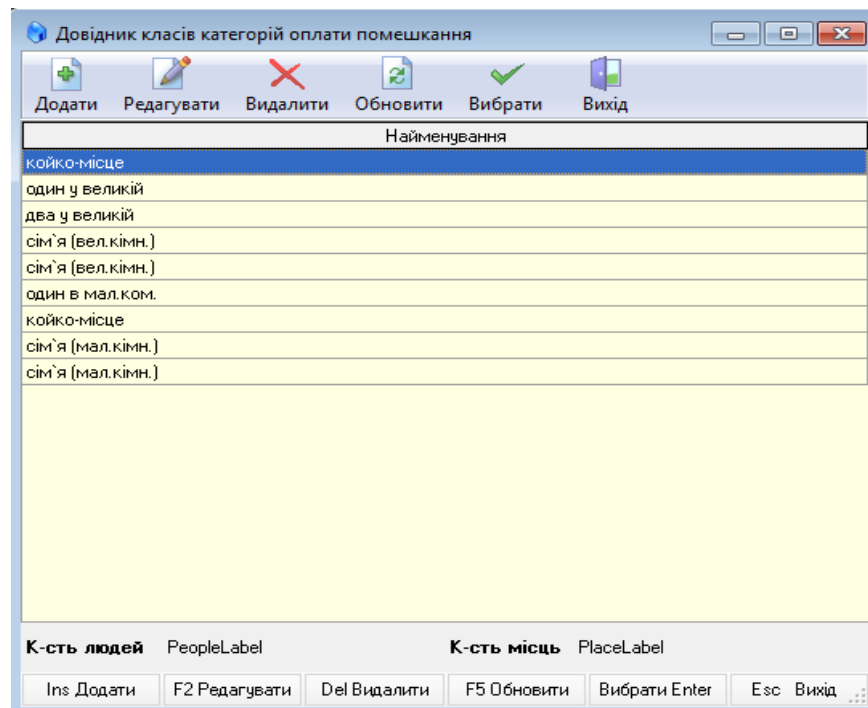 Довідник класів категорій оплати помешкання
Додати Редагувати Видалити Обновити Вибрати Вихід
Найменування
койко-місце
один у великій
два у великій
сім`я (вел.кімн.)
сім`я (вел.кімн.)
один в мал.ком.
койко-місце
сім`я (мал.кімн.)
сім`я (мал.кімн.)
К-сть людей PeopleLabel К-сть місць PlaceLabel
Ins Додати F2 Редагувати Del Видалити F5 Обновити Вибрати Enter Esc Вихід